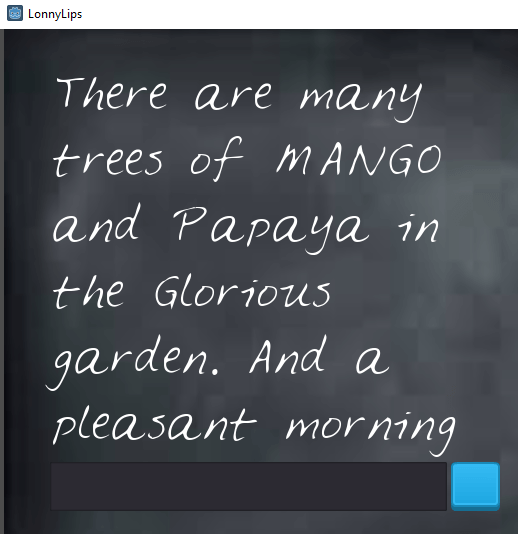 LonnyLips
There are many
trees of MANGO
and Papaya in
the Glorious
garden. And a
pleasant morning